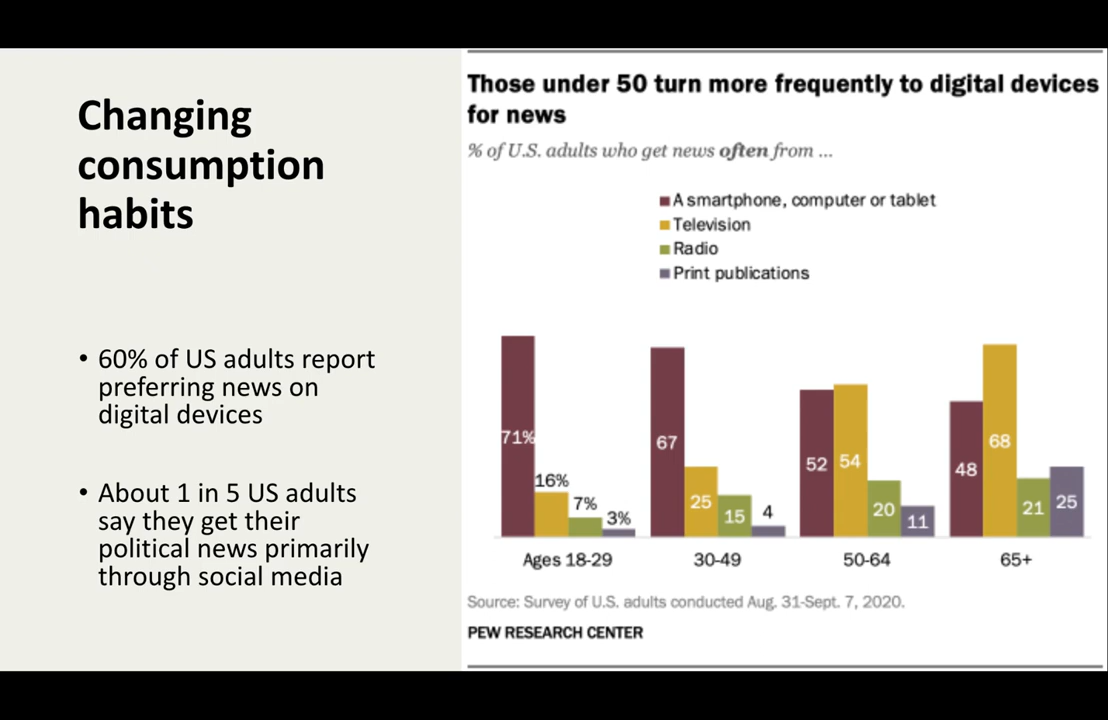 Changing
consumption
habits
• 60% of US adults report
preferring news on
digital devices
• About 1 in 5 US adults
say they get their
political news primarily
through social media
Those under 50 turn more frequently to digital devices
for news
% of U.S. adults who get news often from ...
A smartphone, computer or tablet
Television
Radio
Print publications
71% 16% 7% 3%
67 25 15 4
52 54 20 11
48 68 21 25
Ages 18-29 30-49 50-64 65+
Source: Survey of U.S. adults conducted Aug. 31-Sept. 7, 2020.
PEW RESEARCH CENTER